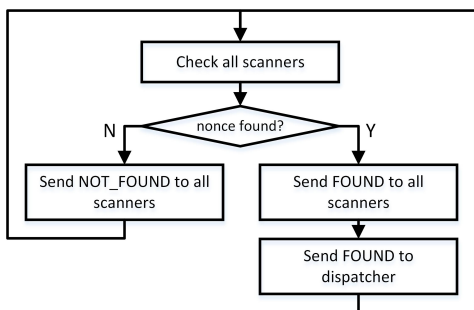 Check all scanners
nonce found?
N
Y
Send NOT_FOUND to all
scanners
Send FOUND to all
scanners
Send FOUND to
dispatcher